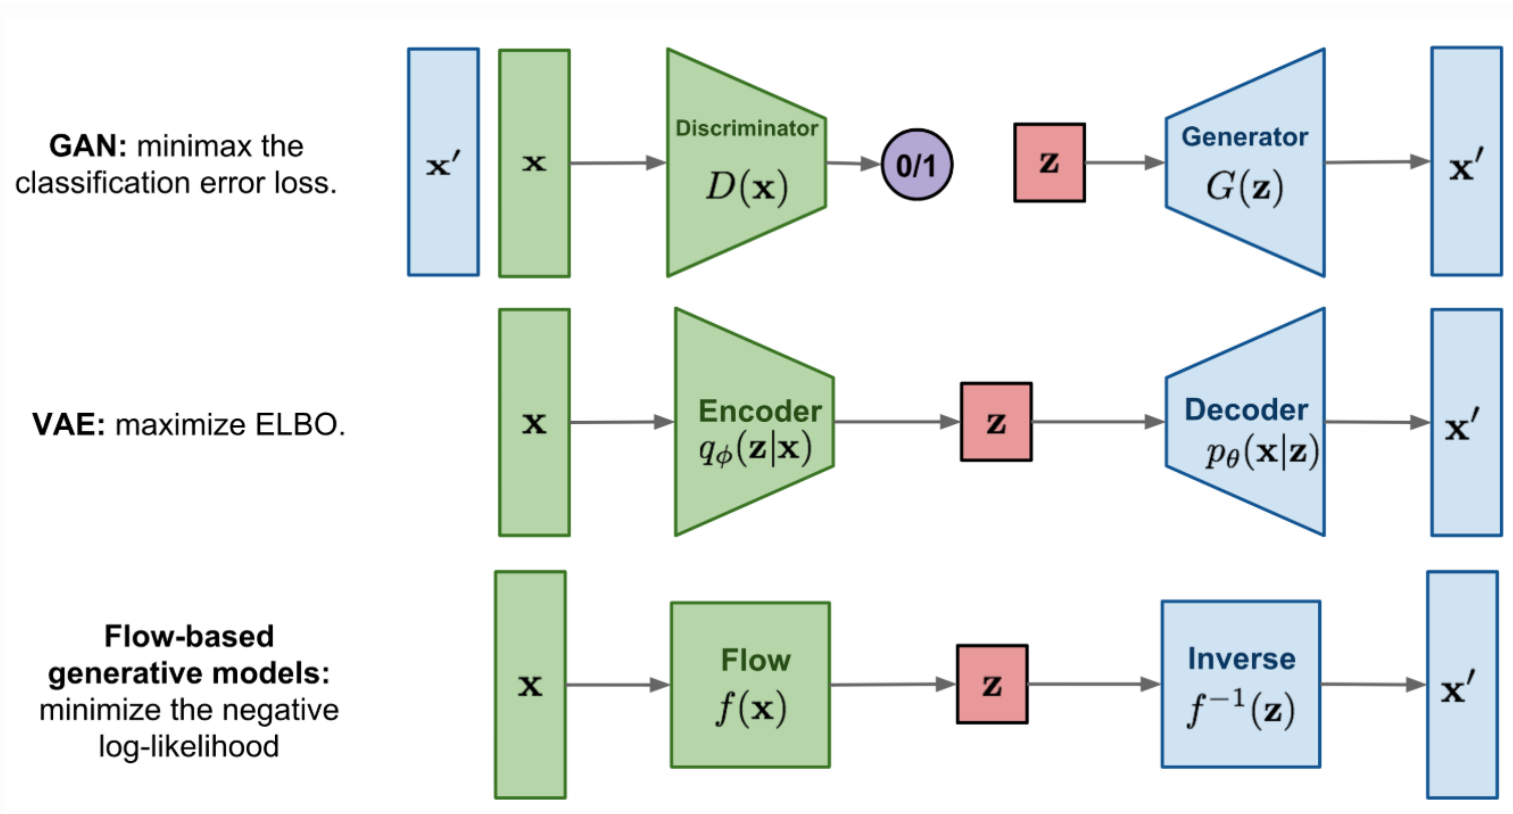 GAN: minimax the
classification error loss.
x′
x
Discriminator
D(x)
0/1
z
Generator
G(z)
x′
VAE: maximize ELBO.
x
Encoder
qϕ(z|x)
z
Decoder
pθ(x|z)
x′
Flow-based
generative models:
minimize the negative
log-likelihood
x
Flow
f(x)
z
Inverse
f⁻¹(z)
x′